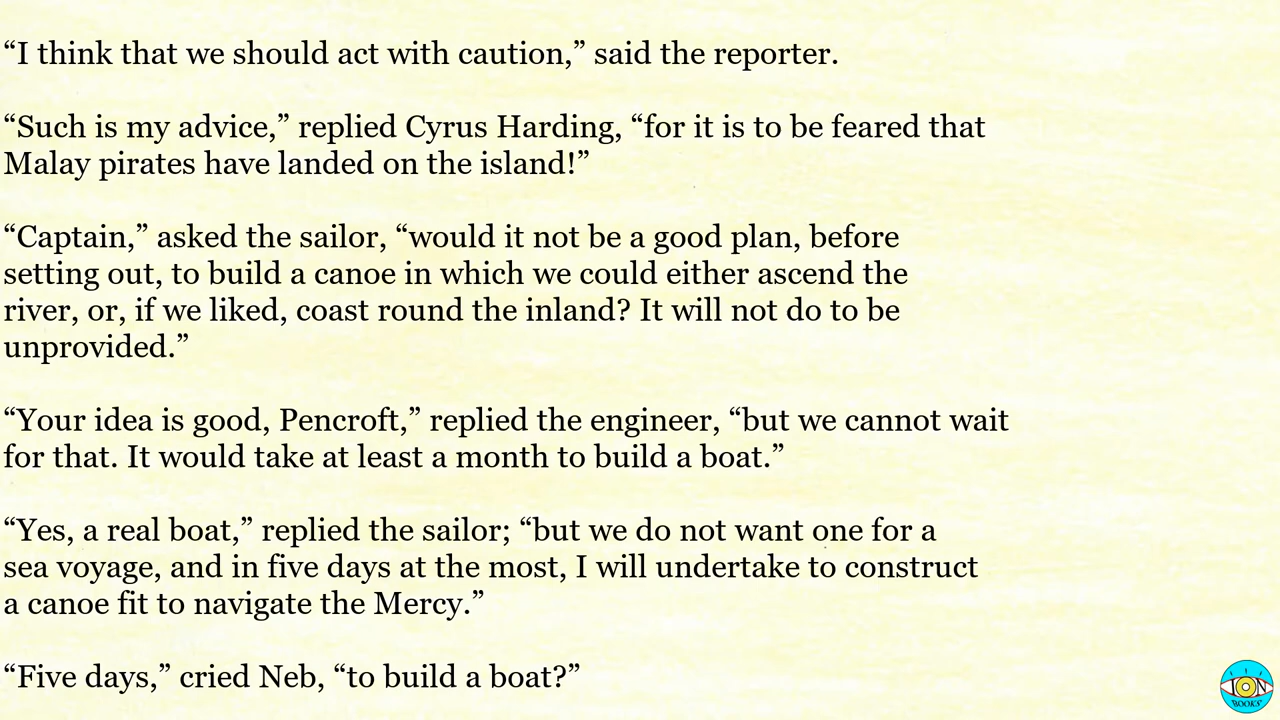 “I think that we should act with caution,” said the reporter.
“Such is my advice,” replied Cyrus Harding, “for it is to be feared that
Malay pirates have landed on the island!”
“Captain,” asked the sailor, “would it not be a good plan, before
setting out, to build a canoe in which we could either ascend the
river, or, if we liked, coast round the inland? It will not do to be
unprovided.”
“Your idea is good, Pencroft,” replied the engineer, “but we cannot wait
for that. It would take at least a month to build a boat.”
“Yes, a real boat,” replied the sailor; “but we do not want one for a
sea voyage, and in five days at the most, I will undertake to construct
a canoe fit to navigate the Mercy.”
“Five days,” cried Neb, “to build a boat?”
ION
BOOKS